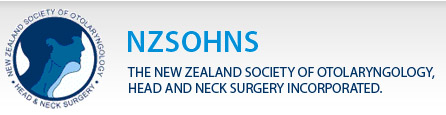 NEW ZEALAND SOCIETY OF OTOLARYNGOLOGY
HEAD & NECK SURGERY
NZSOHNS
THE NEW ZEALAND SOCIETY OF OTOLARYNGOLOGY,
HEAD AND NECK SURGERY INCORPORATED.